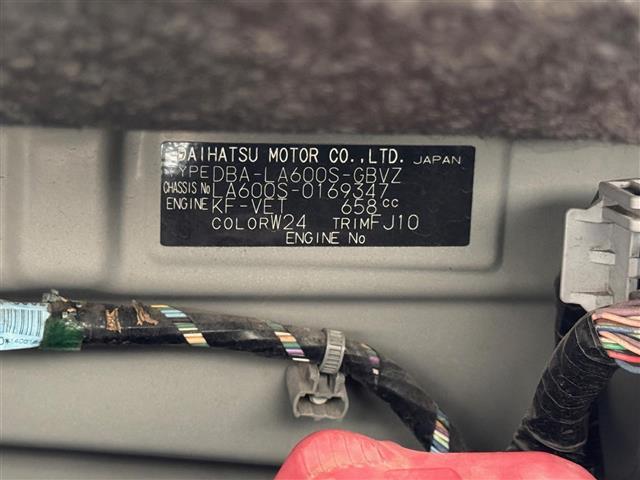 DAIHATSU MOTOR CO.,LTD. JAPAN
TYPE DBA-LA600S-GBVZ
CHASSIS No LA600S-0169347
ENGINE KF-VET 658cc
COLOR W24 TRIM FJ10
ENGINE No